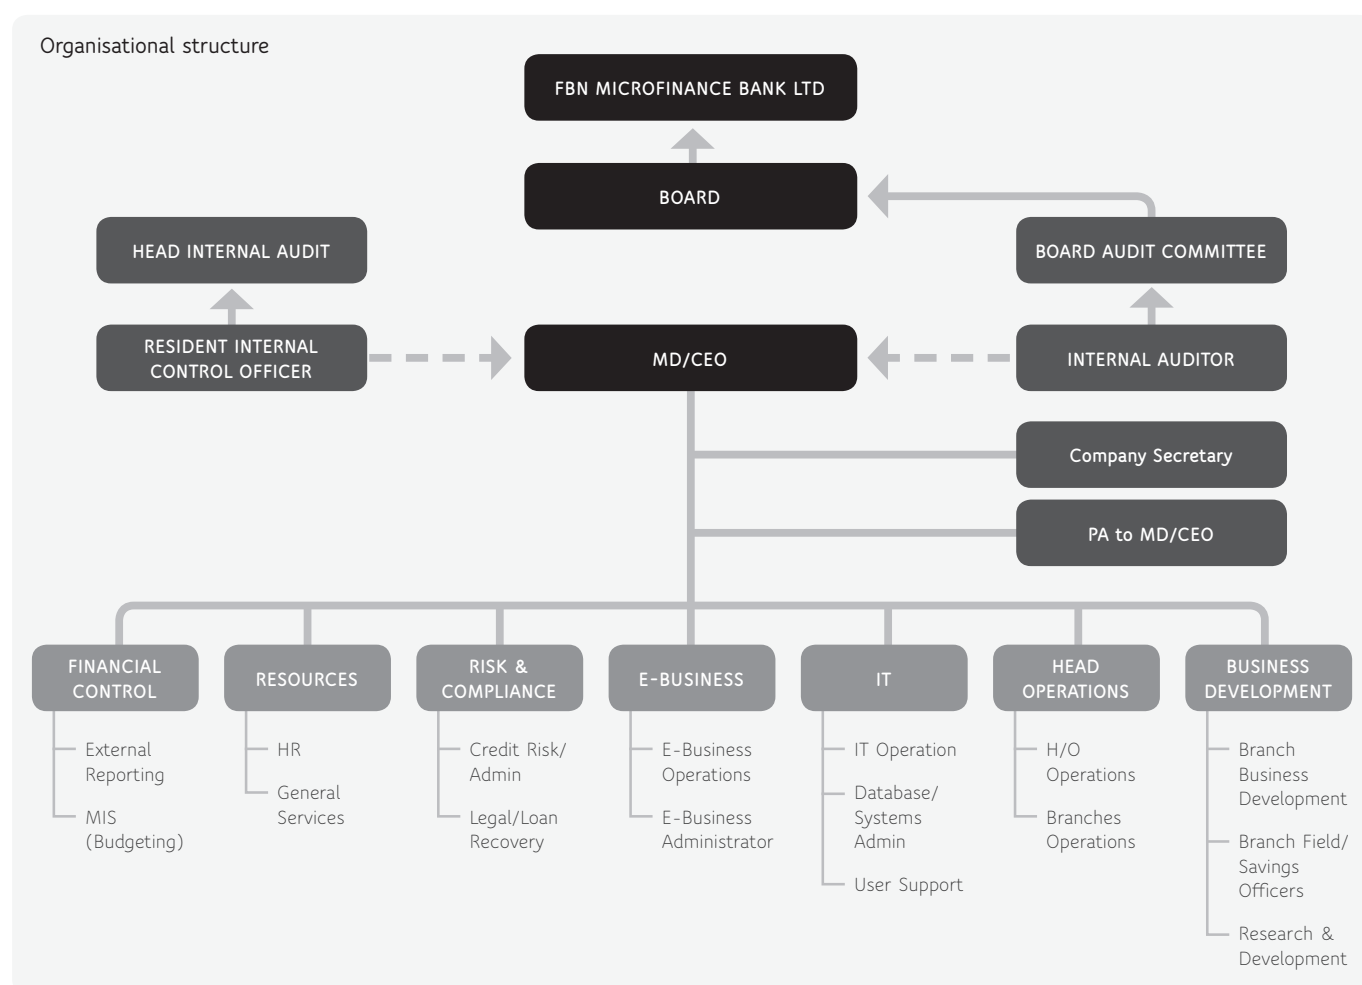 Organisational structure
FBN MICROFINANCE BANK LTD
BOARD
HEAD INTERNAL AUDIT
BOARD AUDIT COMMITTEE
RESIDENT INTERNAL
CONTROL OFFICER
MD/CEO
INTERNAL AUDITOR
Company Secretary
PA to MD/CEO
FINANCIAL
CONTROL
External
Reporting
MIS
(Budgeting)
RESOURCES
HR
General
Services
RISK &
COMPLIANCE
Credit Risk/
Admin
Legal/Loan
Recovery
E-BUSINESS
E-Business
Operations
E-Business
Administrator
IT
IT Operation
Database/
Systems
Admin
User Support
HEAD
OPERATIONS
H/O
Operations
Branches
Operations
BUSINESS
DEVELOPMENT
Branch
Business
Development
Branch Field/
Savings
Officers
Research &
Development